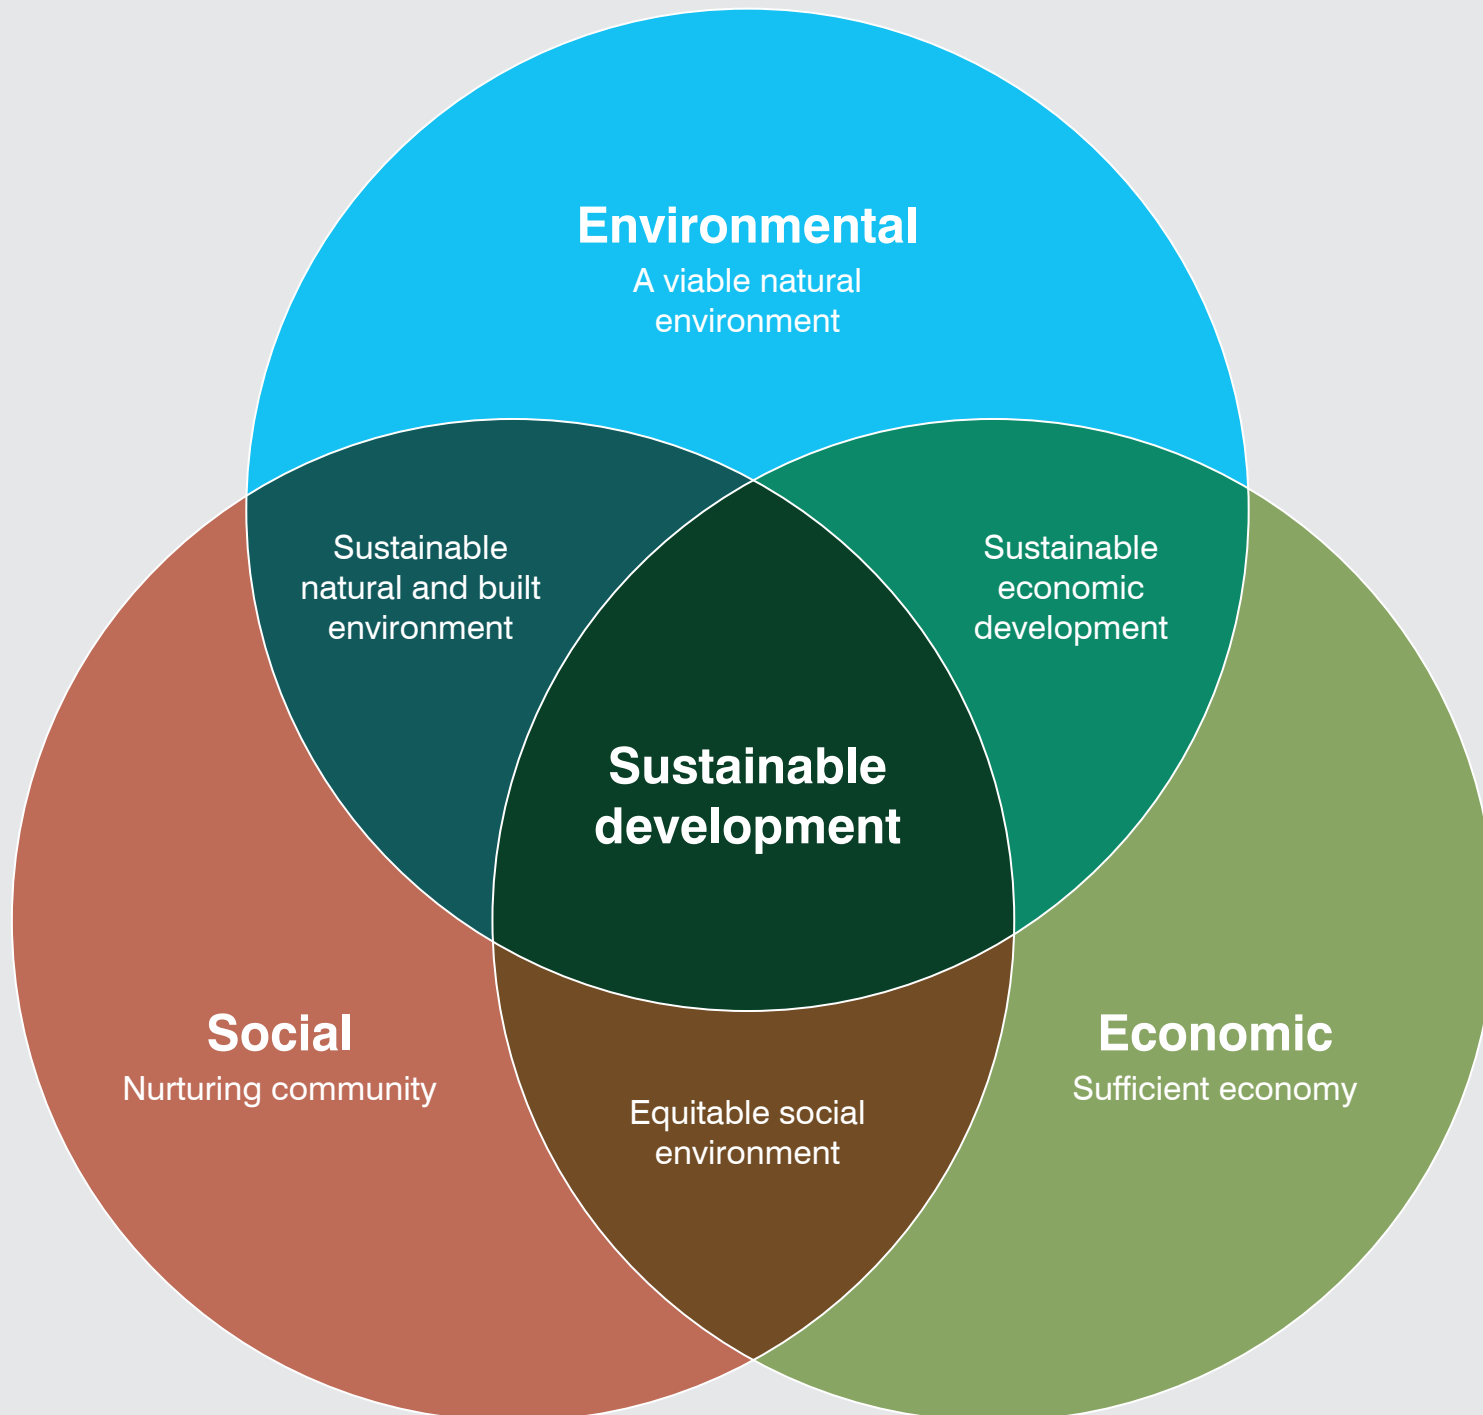 Environmental
A viable natural
environment
Sustainable
natural and built
environment
Sustainable
economic
development
Sustainable
development
Social
Nurturing community
Economic
Sufficient economy
Equitable social
environment